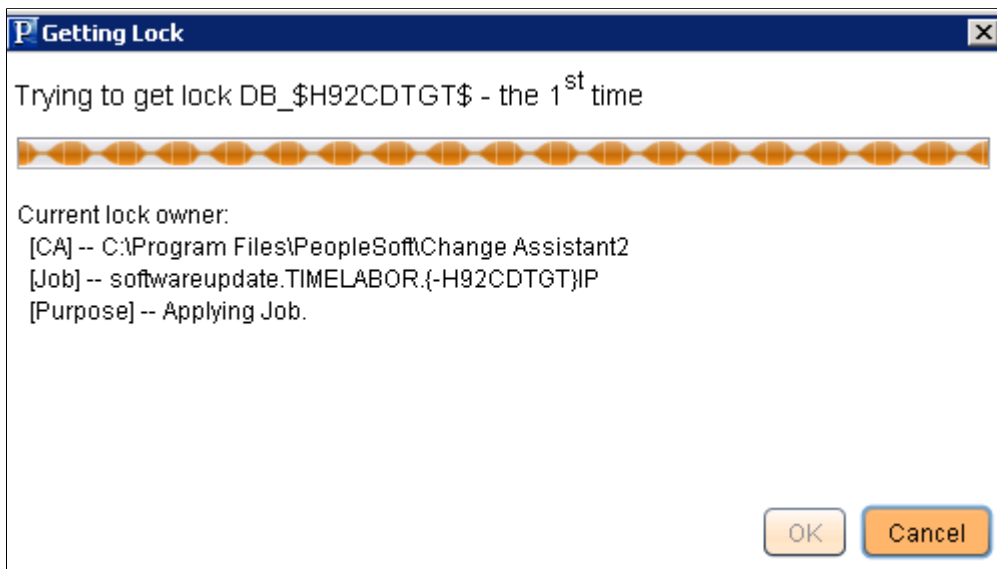 P Getting Lock
Trying to get lock DB_$H92CDTGT$ - the 1st time
Current lock owner:
[CA] -- C:\Program Files\PeopleSoft\Change Assistant2
[Job] -- softwareupdate.TIMELABOR.{-H92CDTGT}IP
[Purpose] -- Applying Job.
OK Cancel